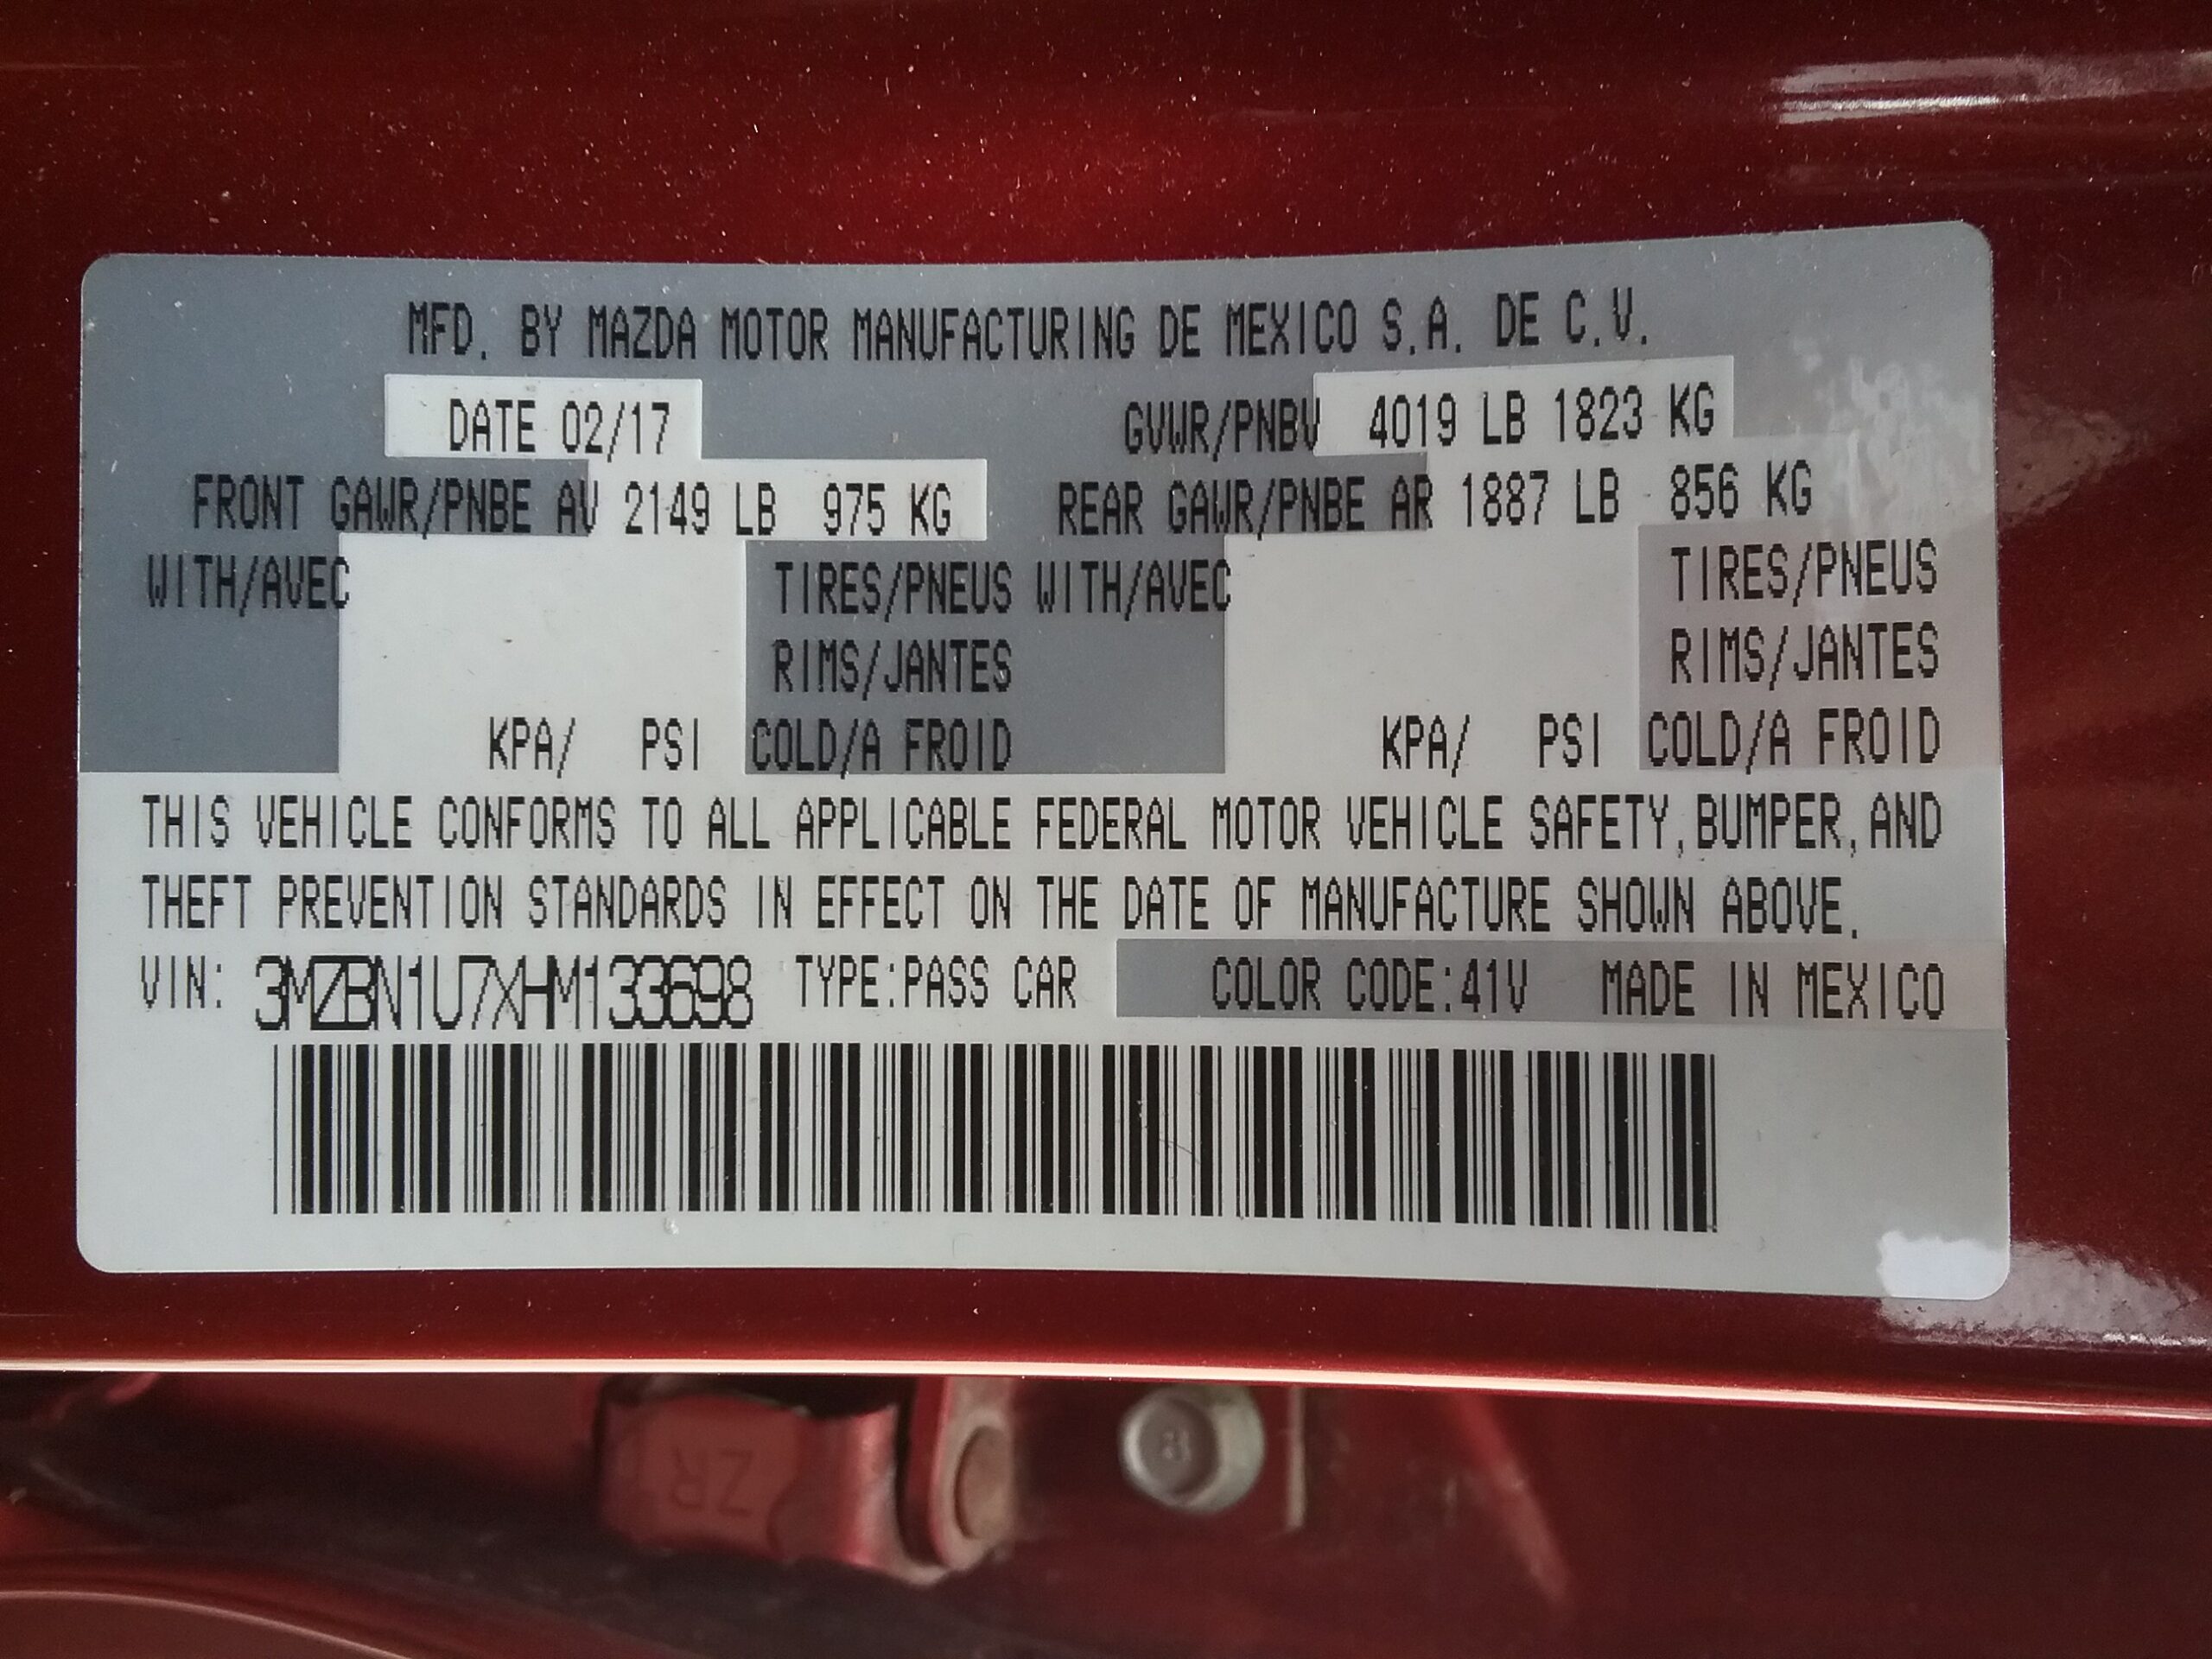 MFD. BY MAZDA MOTOR MANUFACTURING DE MEXICO S.A. DE C.V.
DATE 02/17 GVWR/PNBV 4019 LB 1823 KG
FRONT GAWR/PNBE AV 2149 LB 975 KG REAR GAWR/PNBE AR 1887 LB 856 KG
WITH/AVEC TIRES/PNEUS WITH/AVEC TIRES/PNEUS
RIMS/JANTES RIMS/JANTES
KPA/ PSI COLD/A FROID KPA/ PSI COLD/A FROID
THIS VEHICLE CONFORMS TO ALL APPLICABLE FEDERAL MOTOR VEHICLE SAFETY,BUMPER,AND
THEFT PREVENTION STANDARDS IN EFFECT ON THE DATE OF MANUFACTURE SHOWN ABOVE.
VIN: 3MZBN1U7XHM133698 TYPE:PASS CAR COLOR CODE:41V MADE IN MEXICO
ZR
8